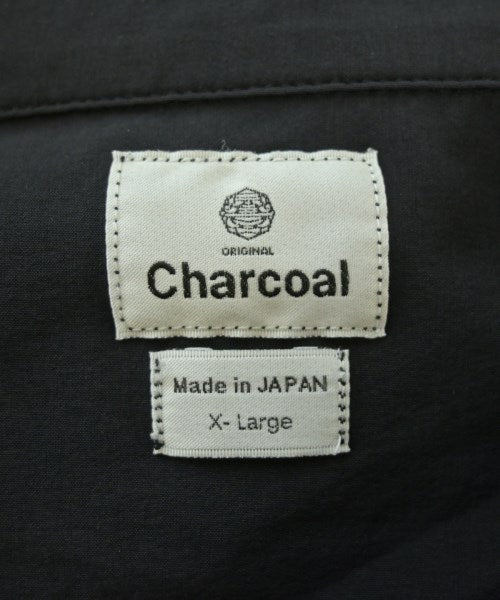 ORIGINAL
Charcoal
Made in JAPAN
X- Large